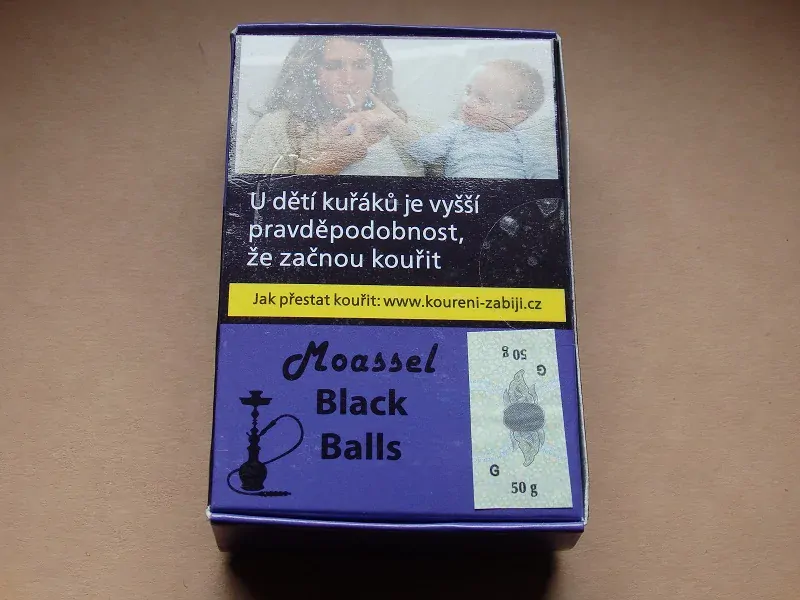 U dětí kuřáků je vyšší
pravděpodobnost,
že začnou kouřit
Jak přestat kouřit: www.koureni-zabiji.cz
Moassel
Black
Balls
50 g
G
G
50 g